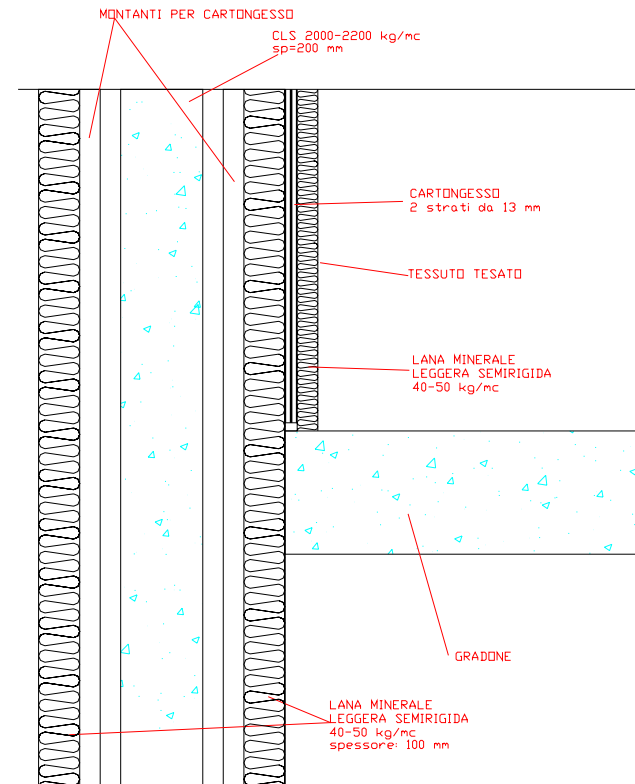 MONTANTI PER CARTONGESSO
CLS 2000-2200 kg/mc
sp=200 mm
CARTONGESSO
2 strati da 13 mm
TESSUTO TESATO
LANA MINERALE
LEGGERA SEMIRIGIDA
40-50 kg/mc
GRADONE
LANA MINERALE
LEGGERA SEMIRIGIDA
40-50 kg/mc
spessore: 100 mm